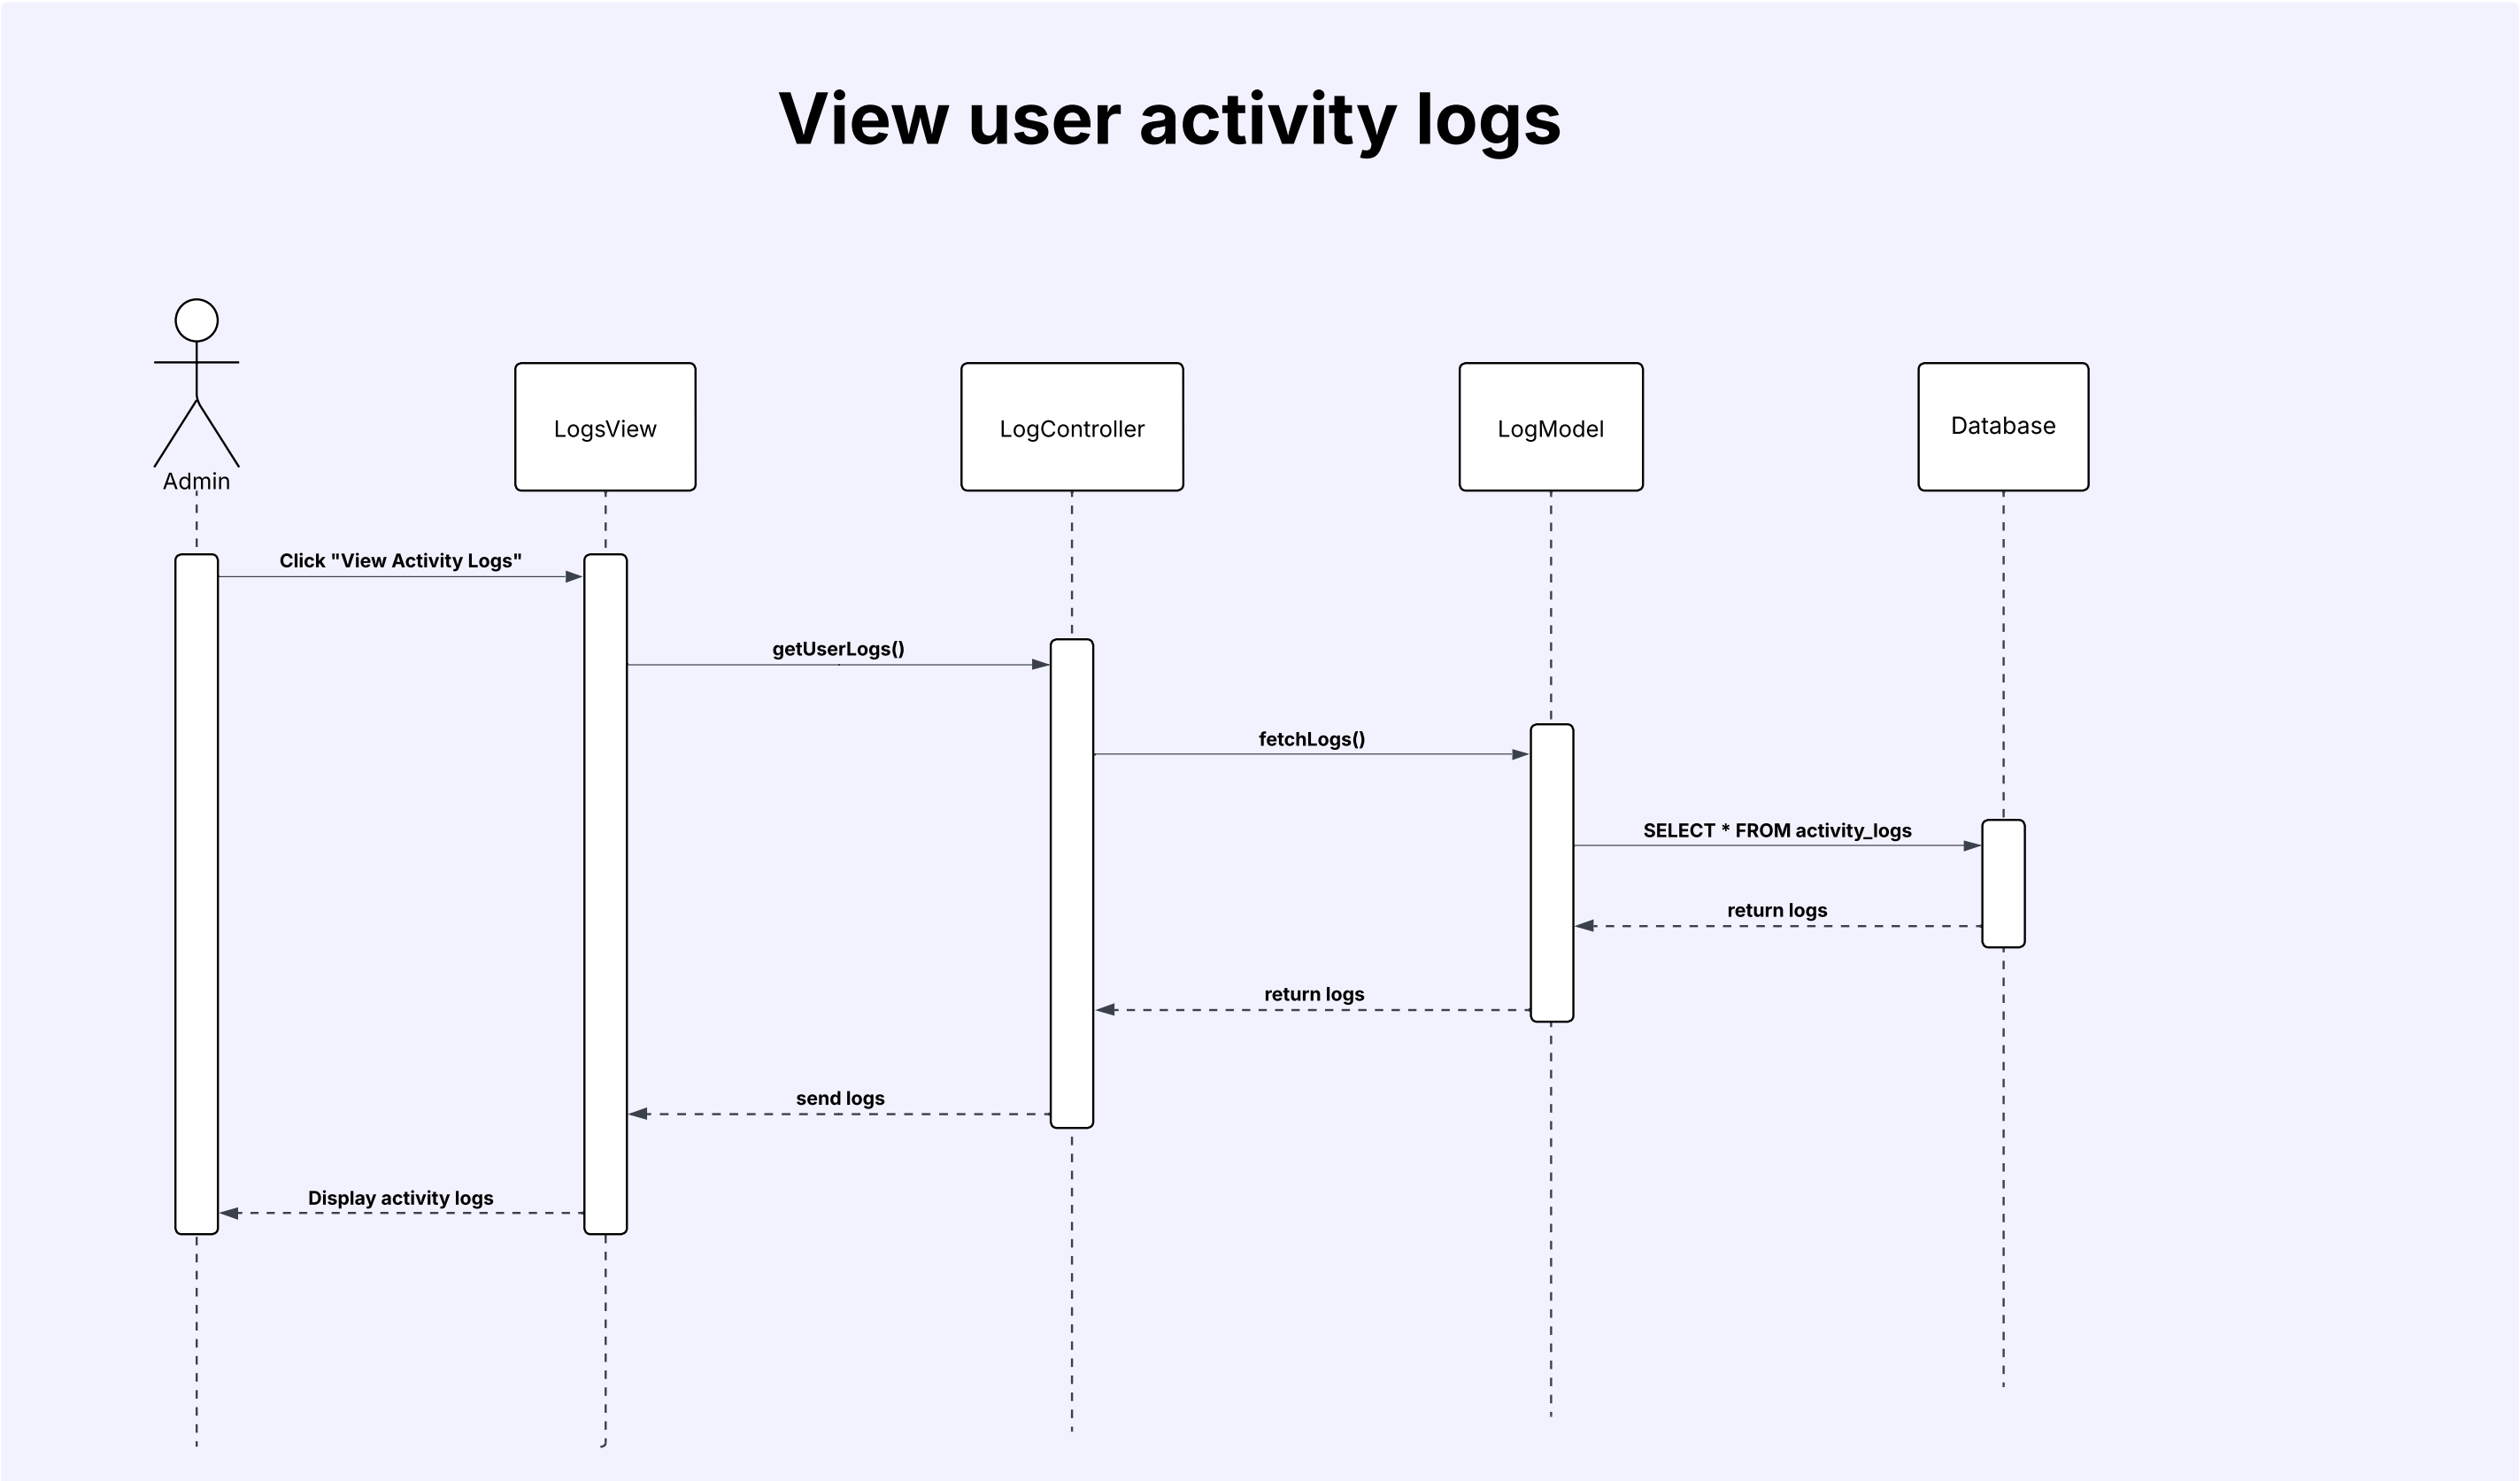 View user activity logs
Admin
LogsView
LogController
LogModel
Database
Click "View Activity Logs"
getUserLogs()
fetchLogs()
SELECT * FROM activity_logs
return logs
return logs
send logs
Display activity logs